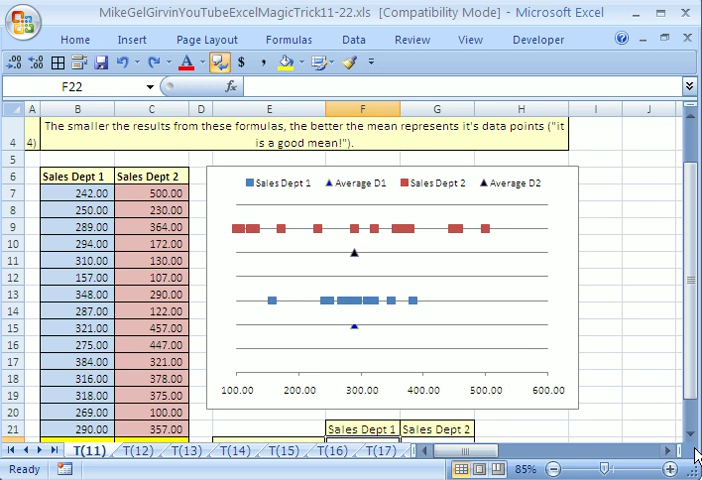 MikeGelGirvinYouTubeExcelMagicTrick11-22.xls [Compatibility Mode] - Microsoft Excel
Home Insert Page Layout Formulas Data Review View Developer
F22 fx
A B C D E F G H I J
4 4) The smaller the results from these formulas, the better the mean represents it's data points ("it
is a good mean!").
5
6 Sales Dept 1 Sales Dept 2
7 242.00 500.00
8 250.00 230.00
9 289.00 364.00
10 294.00 172.00
11 310.00 130.00
12 157.00 107.00
13 348.00 290.00
14 287.00 122.00
15 321.00 457.00
16 275.00 447.00
17 384.00 321.00
18 316.00 378.00
19 318.00 375.00
20 269.00 100.00
21 290.00 357.00
Sales Dept 1 Average D1 Sales Dept 2 Average D2
100.00 200.00 300.00 400.00 500.00 600.00
Sales Dept 1 Sales Dept 2
T(11) T(12) T(13) T(14) T(15) T(16) T(17)
Ready 85%